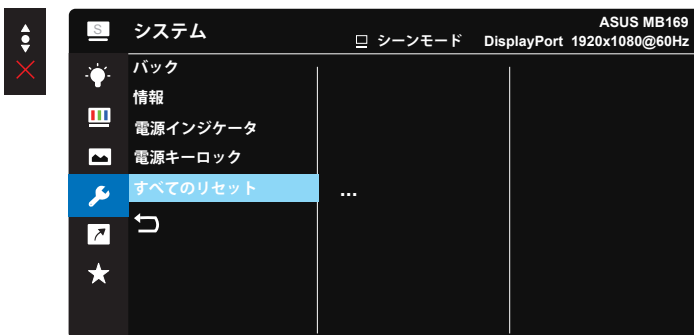 S
システム
ASUS MB169
シーンモード DisplayPort 1920x1080@60Hz
バック
情報
電源インジケータ
電源キーロック
すべてのリセット ...